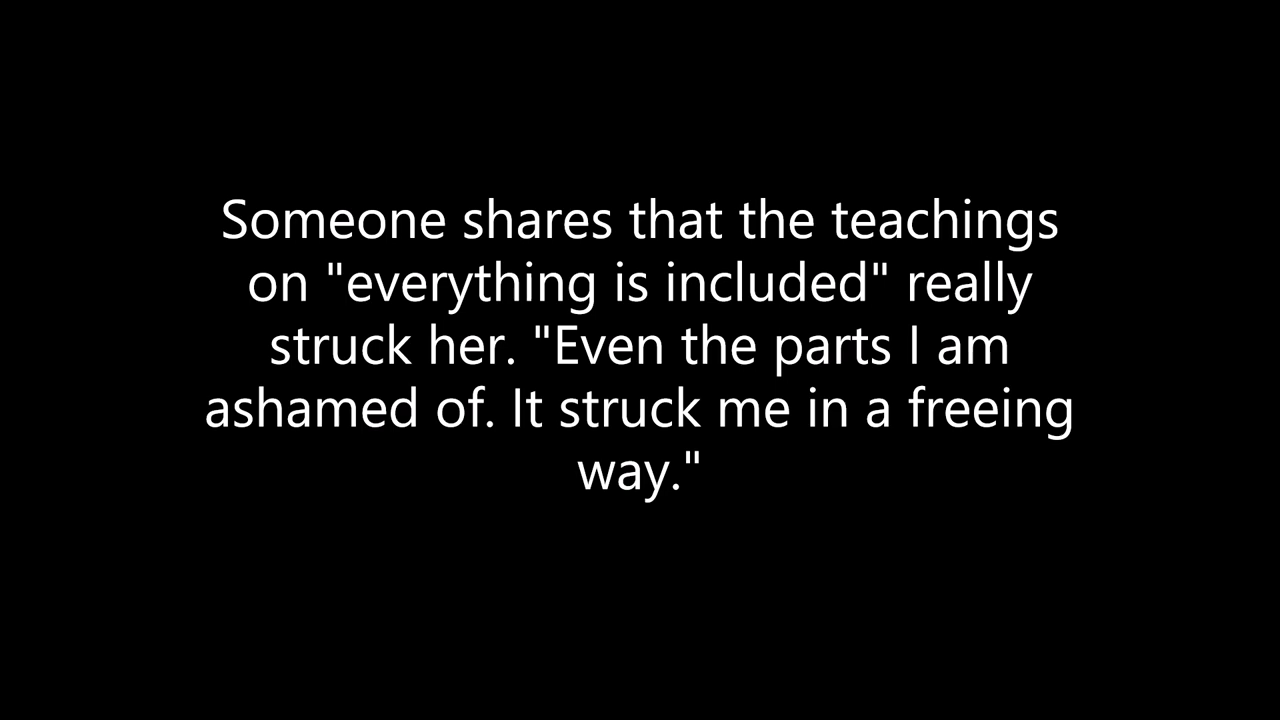 Someone shares that the teachings
on "everything is included" really
struck her. "Even the parts I am
ashamed of. It struck me in a freeing
way."